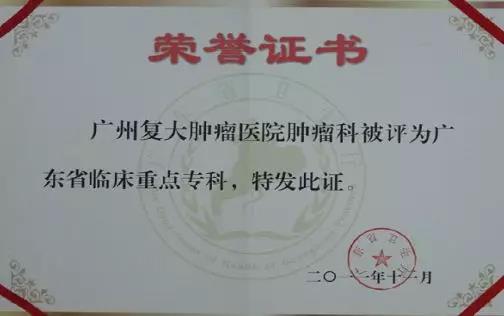 荣誉证书
广州复大肿瘤医院肿瘤科被评为广
东省临床重点专科，特发此证。
二〇一一年十二月